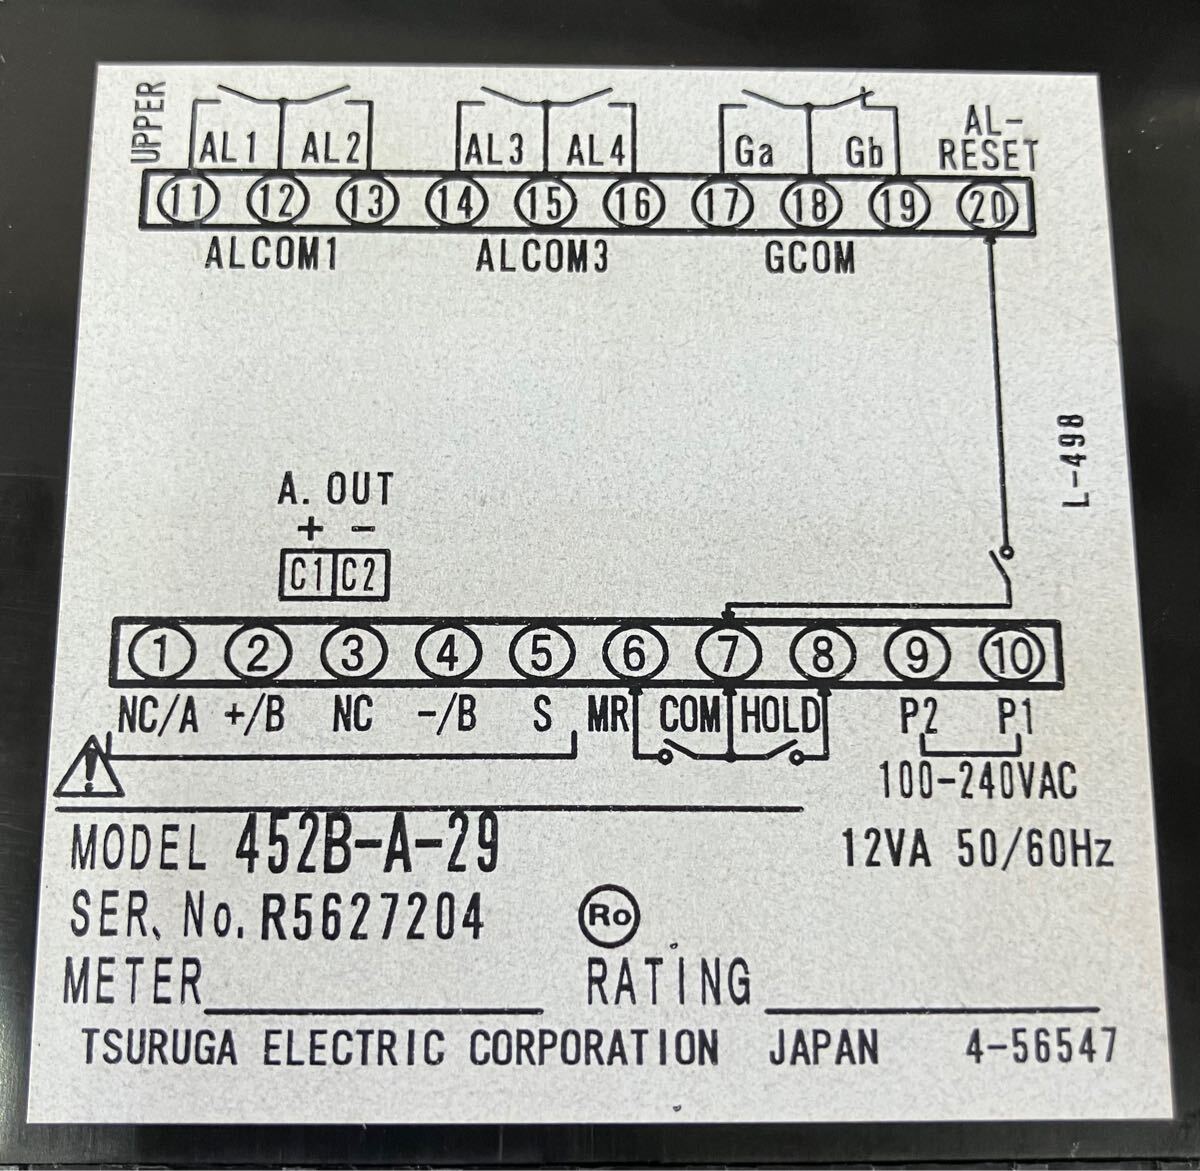 UPPER
AL1 AL2 AL3 AL4 Ga Gb AL-
RESET
11 12 13 14 15 16 17 18 19 20
ALCOM1 ALCOM3 GCOM
L-498
A. OUT
+ −
C1 C2
1 2 3 4 5 6 7 8 9 10
NC/A +/B NC -/B S MR COM HOLD P2 P1
!
100-240VAC
MODEL 452B-A-29 12VA 50/60Hz
SER. No. R5627204 Ro
METER RATING
TSURUGA ELECTRIC CORPORATION JAPAN 4-56547